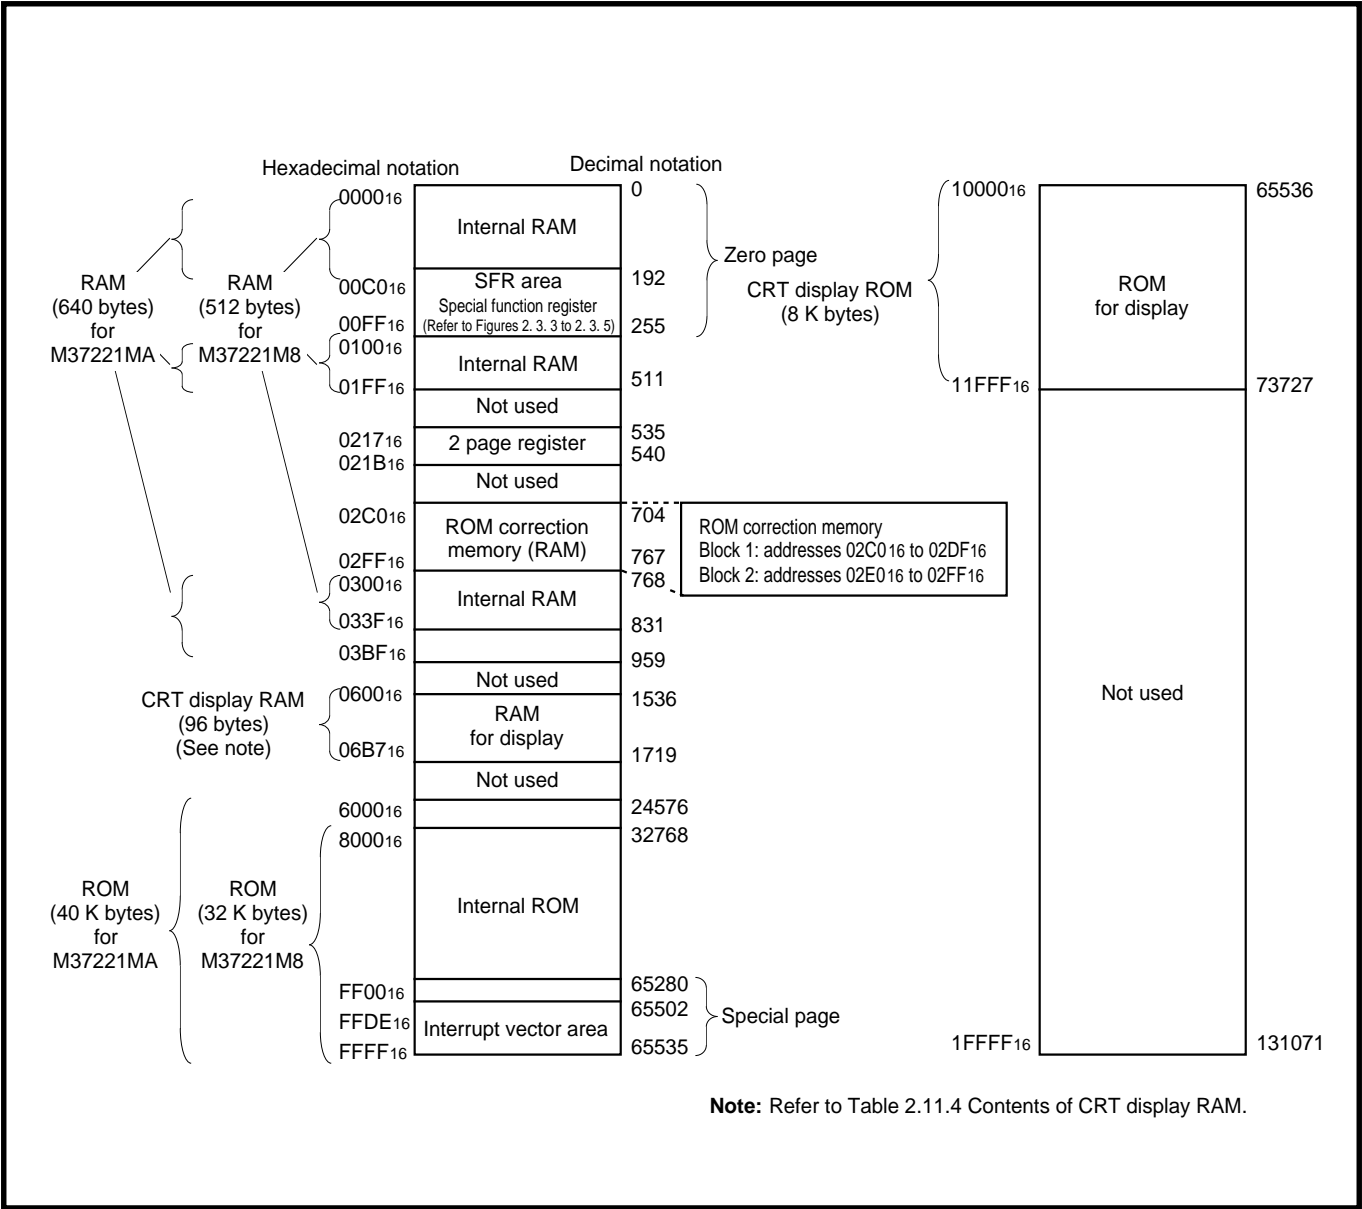 Hexadecimal notation
Decimal notation
000016
0
Internal RAM
RAM
(640 bytes)
for
M37221MA
RAM
(512 bytes)
for
M37221M8
00C016
192
SFR area
Special function register
(Refer to Figures 2. 3. 3 to 2. 3. 5)
00FF16
255
Zero page
010016
Internal RAM
01FF16
511
Not used
021716
535
2 page register
021B16
540
Not used
02C016
704
ROM correction
memory (RAM)
02FF16
767
ROM correction memory
Block 1: addresses 02C016 to 02DF16
Block 2: addresses 02E016 to 02FF16
030016
768
Internal RAM
033F16
831
03BF16
959
Not used
CRT display RAM
(96 bytes)
(See note)
060016
1536
RAM
for display
06B716
1719
Not used
600016
24576
800016
32768
ROM
(40 K bytes)
for
M37221MA
ROM
(32 K bytes)
for
M37221M8
Internal ROM
FF0016
65280
FFDE16
65502
Interrupt vector area
FFFF16
65535
Special page
1000016
65536
CRT display ROM
(8 K bytes)
ROM
for display
11FFF16
73727
Not used
1FFFF16
131071
Note: Refer to Table 2.11.4 Contents of CRT display RAM.